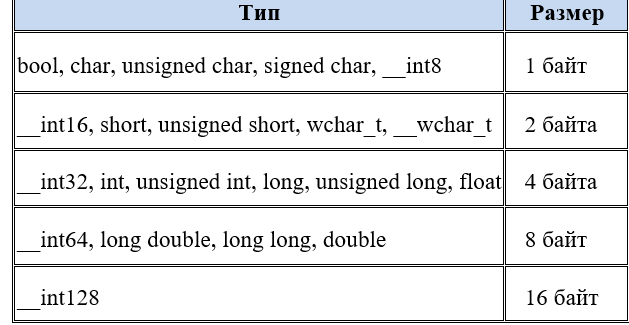 Тип Размер
bool, char, unsigned char, signed char, __int8 1 байт
__int16, short, unsigned short, wchar_t, __wchar_t 2 байта
__int32, int, unsigned int, long, unsigned long, float 4 байта
__int64, long double, long long, double 8 байт
__int128 16 байт